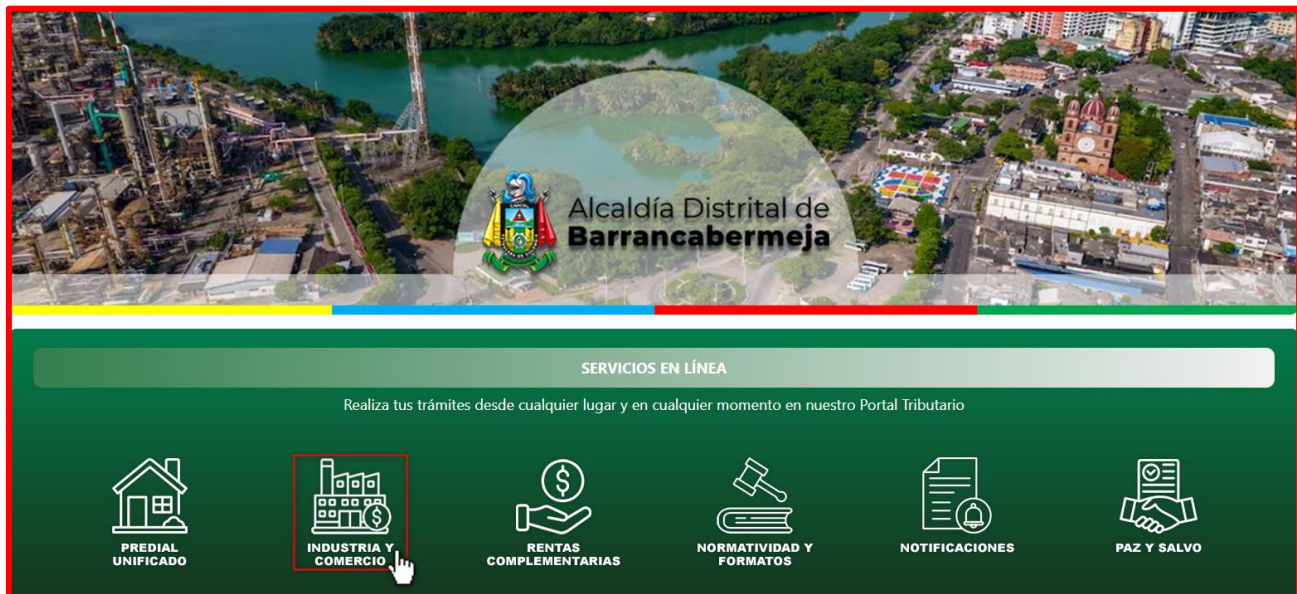 Alcaldía Distrital de
Barrancabermeja
SERVICIOS EN LÍNEA
Realiza tus trámites desde cualquier lugar y en cualquier momento en nuestro Portal Tributario
PREDIAL
UNIFICADO
INDUSTRIA Y
COMERCIO
RENTAS
COMPLEMENTARIAS
NORMATIVIDAD Y
FORMATOS
NOTIFICACIONES
PAZ Y SALVO